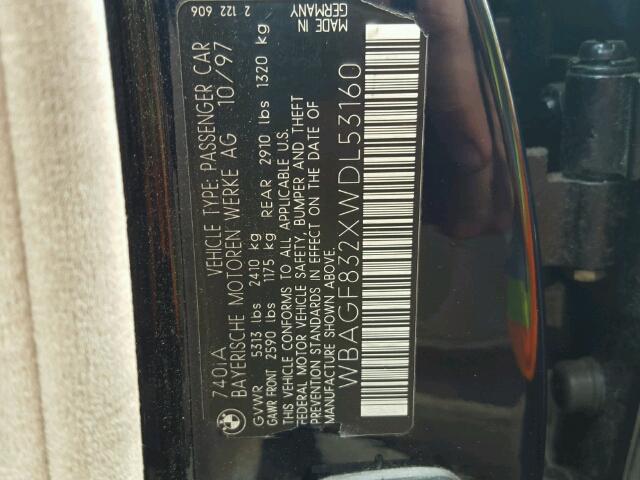 740iA VEHICLE TYPE: PASSENGER CAR 2 122 606
BAYERISCHE MOTOREN WERKE AG 10/97
GVWR 5313 lbs 2410 kg
GAWR FRONT 2590 lbs 1175 kg REAR 2910 lbs 1320 kg
THIS VEHICLE CONFORMS TO ALL APPLICABLE U.S.
FEDERAL MOTOR VEHICLE SAFETY, BUMPER AND THEFT
PREVENTION STANDARDS IN EFFECT ON THE DATE OF
MANUFACTURE SHOWN ABOVE.
MADE IN
GERMANY
WBAGF832XWDL53160